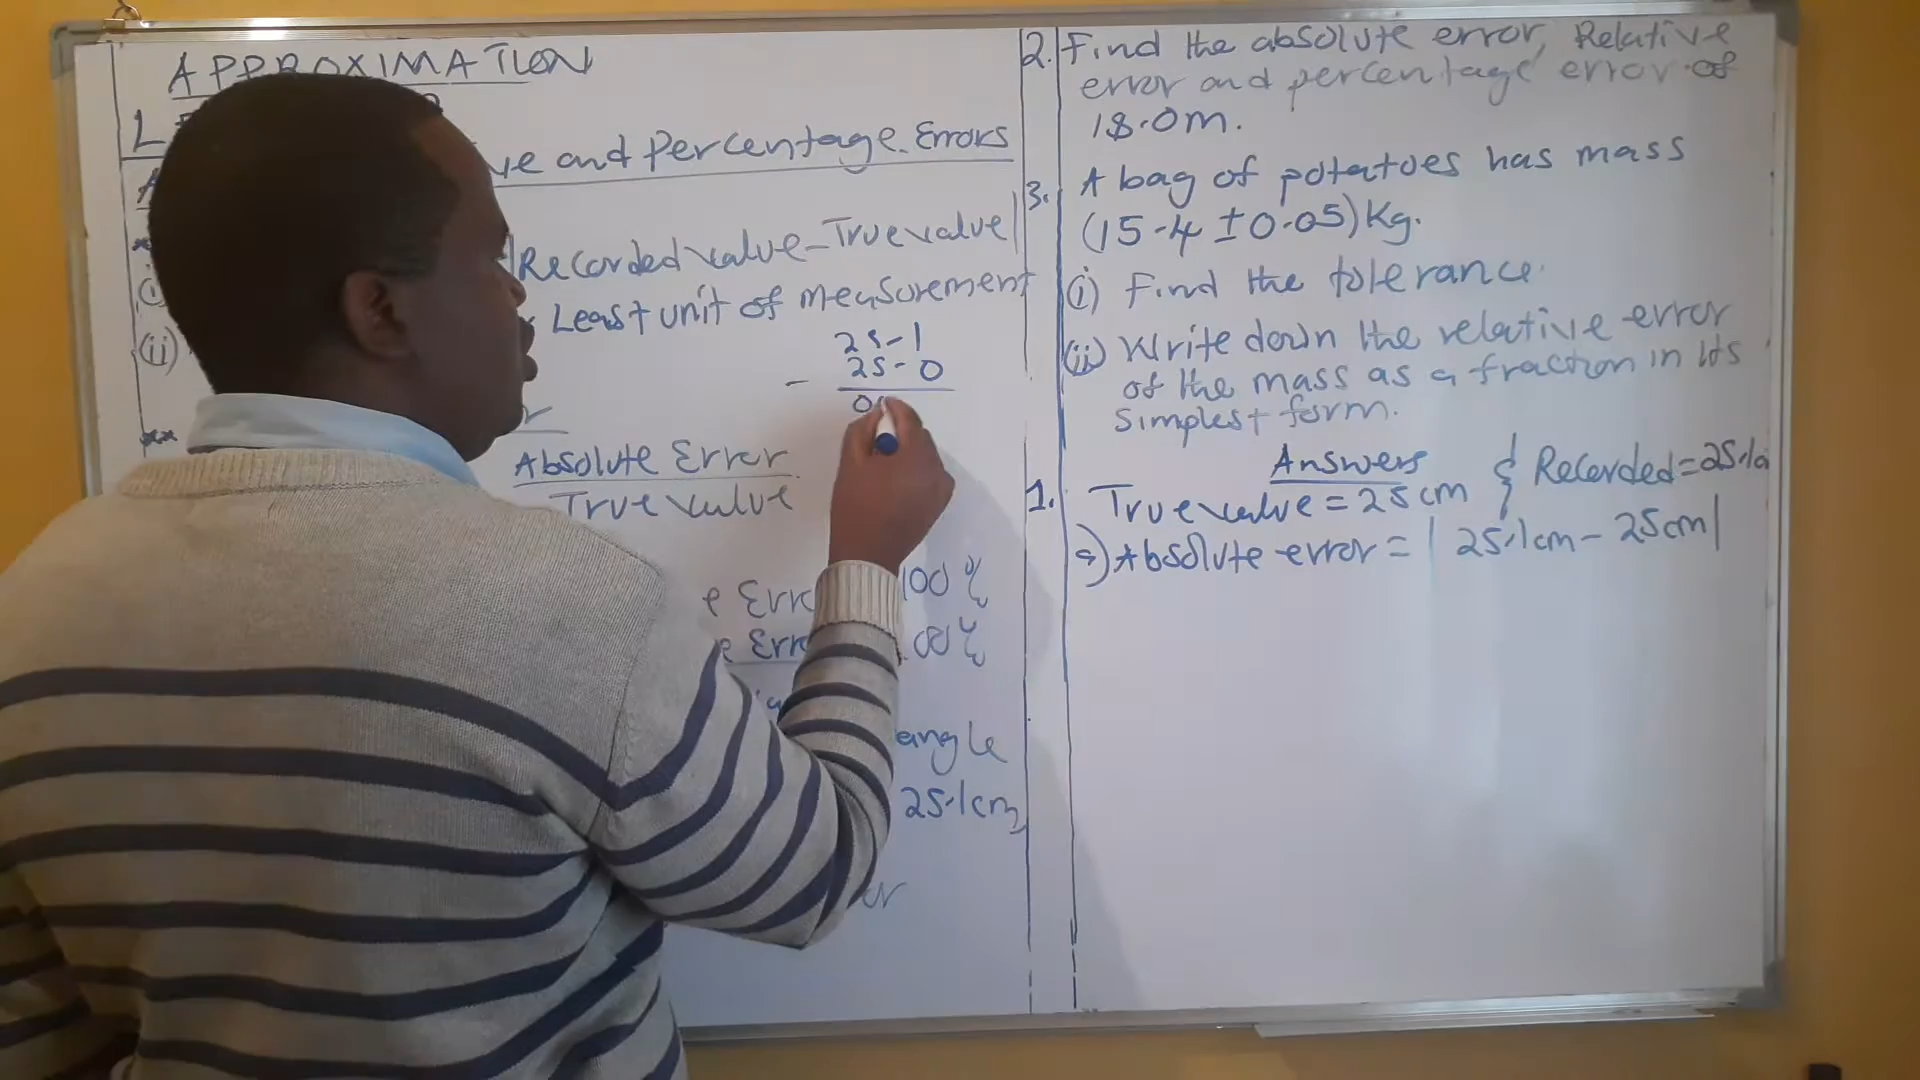 APPROXIMATION
L
ve and Percentage Errors
A
|Recorded value - True value|
(i)
Least unit of measurement
(ii)
25-1
- 25-0
00
Absolute Error
True value
e Erro 100 %
e Erro 100 %
angle
25.1cm
or
2. Find the absolute error, Relative
error and percentage error of
18.0m.
3. A bag of potatoes has mass
(15-4 ± 0.05)Kg.
(i) Find the tolerance.
(ii) Write down the relative error
of the mass as a fraction in its
simplest form.
Answers
1. True value = 25cm & Recorded = 25.1c
a) Absolute error = | 25.1cm - 25cm|